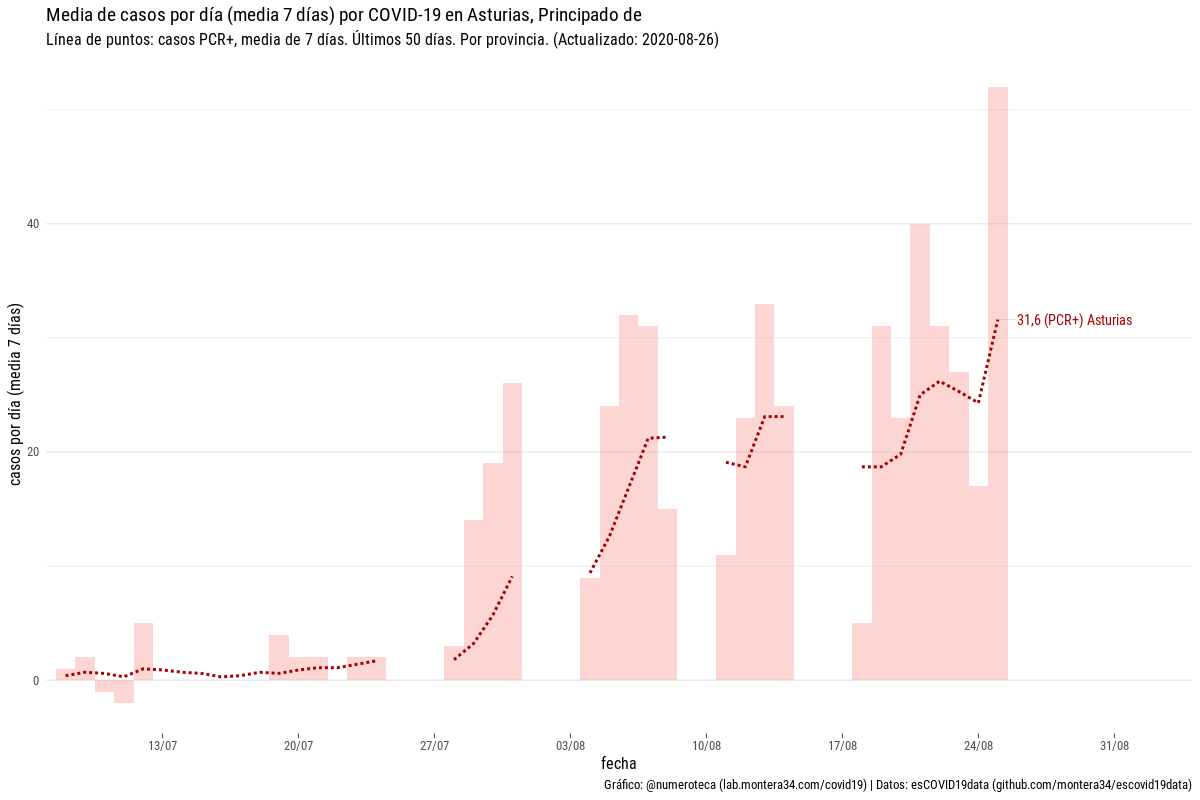 Media de casos por día (media 7 días) por COVID-19 en Asturias, Principado de
Línea de puntos: casos PCR+, media de 7 días. Últimos 50 días. Por provincia. (Actualizado: 2020-08-26)
casos por día (media 7 días)
40
20
0
31,6 (PCR+) Asturias
13/07
20/07
27/07
03/08
10/08
17/08
24/08
31/08
fecha
Gráfico: @numeroteca (lab.montera34.com/covid19) | Datos: esCOVID19data (github.com/montera34/escovid19data)